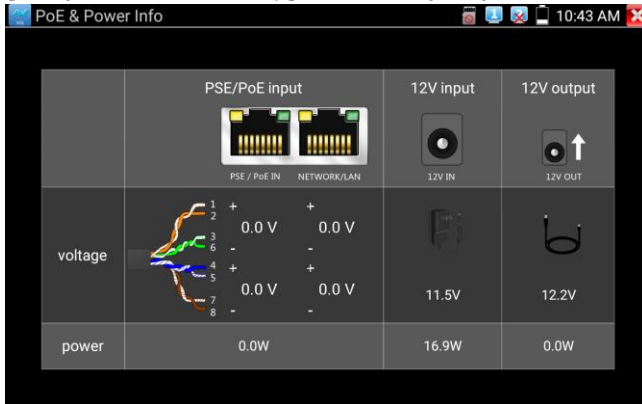 PoE & Power Info
10:43 AM
PSE/PoE input
12V input
12V output
PSE / PoE IN
NETWORK/LAN
12V IN
12V OUT
voltage
1
2
3
6
4
5
7
8
+ +
0.0 V 0.0 V
- -
+ +
0.0 V 0.0 V
- -
11.5V
12.2V
power
0.0W
16.9W
0.0W